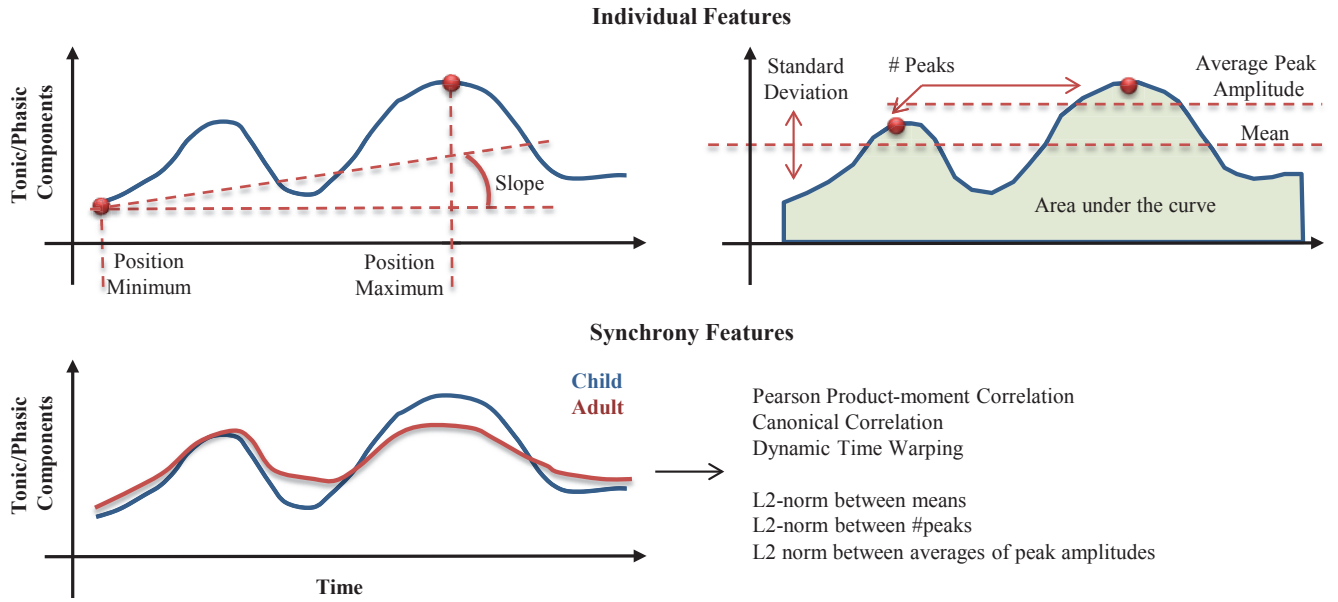 Individual Features
Tonic/Phasic
Components
Slope
Position
Minimum
Position
Maximum
Standard
Deviation
# Peaks
Average Peak
Amplitude
Mean
Area under the curve
Synchrony Features
Tonic/Phasic
Components
Child
Adult
Time
Pearson Product-moment Correlation
Canonical Correlation
Dynamic Time Warping
L2-norm between means
L2-norm between #peaks
L2 norm between averages of peak amplitudes